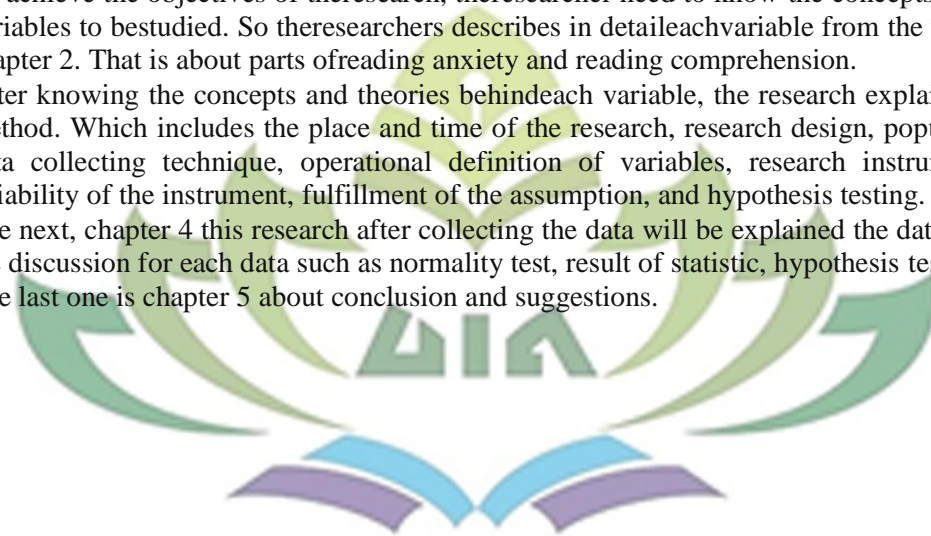 achieve the objectives of theresearch, theresearcher need to know the concepts
riables to bestudied. So theresearchers describes in detaileachvariable from the
apter 2. That is about parts ofreading anxiety and reading comprehension.
ter knowing the concepts and theories behindeach variable, the research explai
ethod. Which includes the place and time of the research, research design, popu
ta collecting technique, operational definition of variables, research instrum
iability of the instrument, fulfillment of the assumption, and hypothesis testing.
e next, chapter 4 this research after collecting the data will be explained the dat
e discussion for each data such as normality test, result of statistic, hypothesis te
e last one is chapter 5 about conclusion and suggestions.